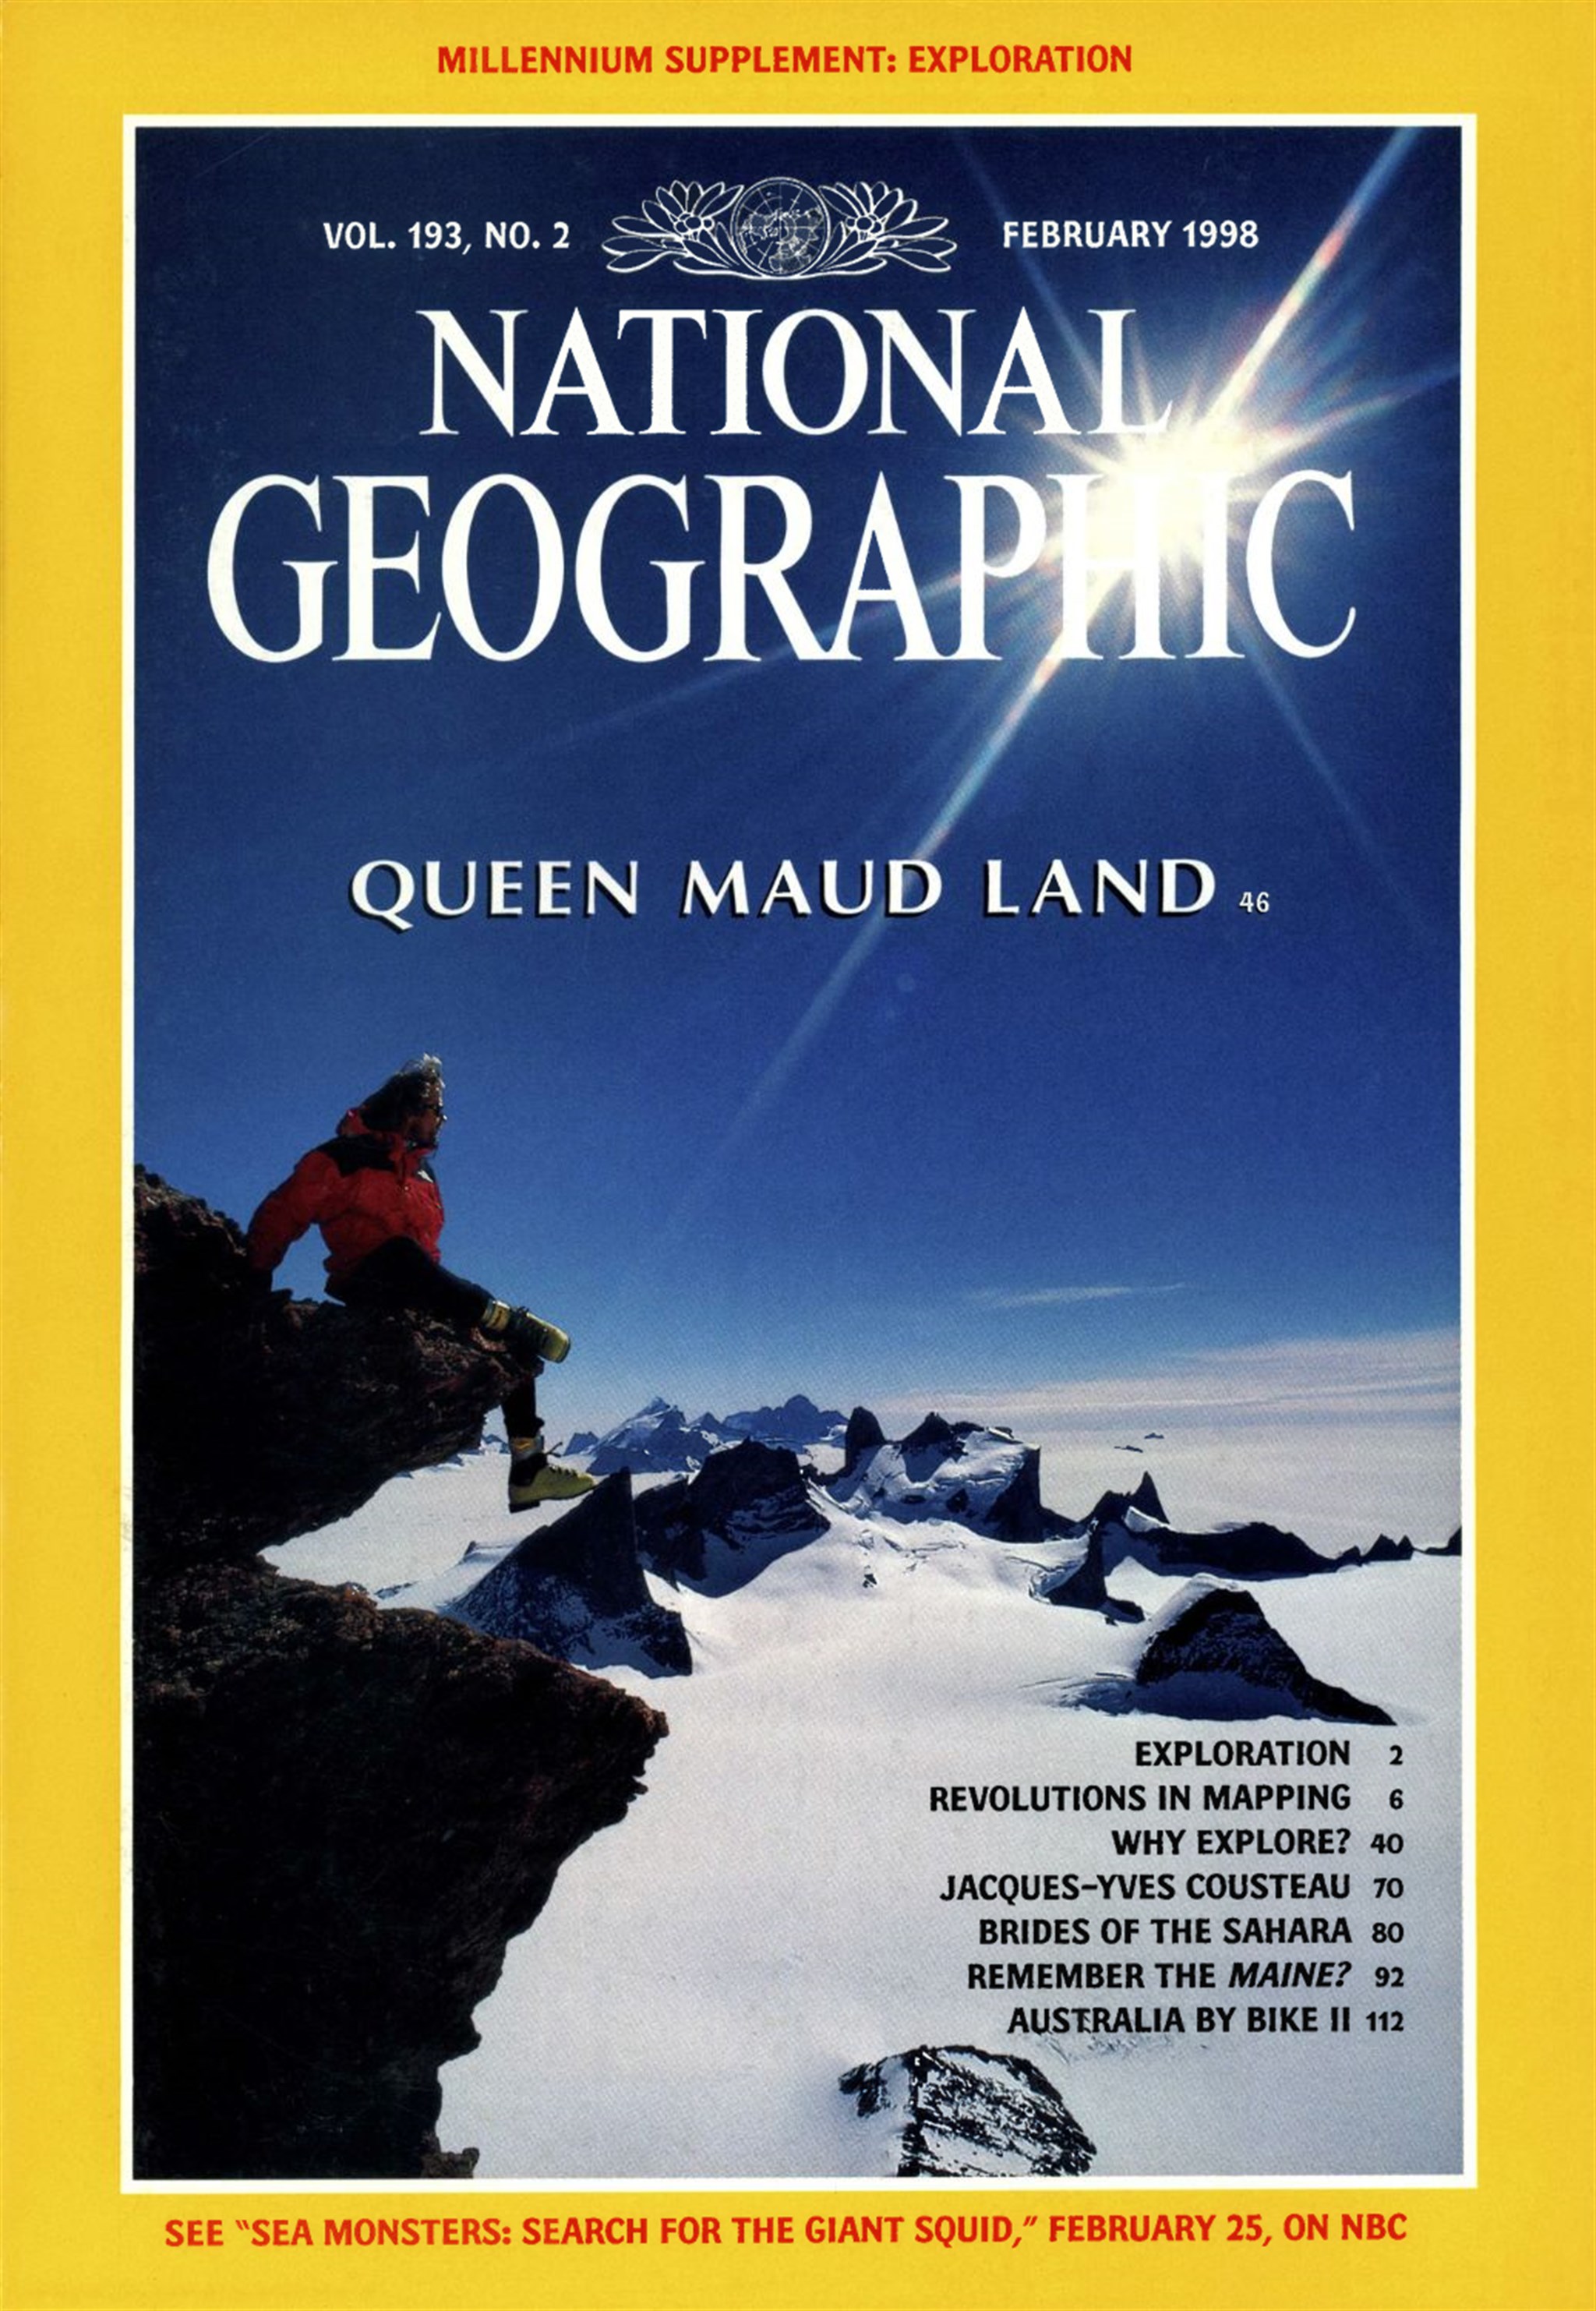 MILLENNIUM SUPPLEMENT: EXPLORATION
VOL. 193, NO. 2 FEBRUARY 1998
NATIONAL
GEOGRAPHIC
QUEEN MAUD LAND 46
EXPLORATION 2
REVOLUTIONS IN MAPPING 6
WHY EXPLORE? 40
JACQUES-YVES COUSTEAU 70
BRIDES OF THE SAHARA 80
REMEMBER THE MAINE? 92
AUSTRALIA BY BIKE II 112
SEE "SEA MONSTERS: SEARCH FOR THE GIANT SQUID," FEBRUARY 25, ON NBC